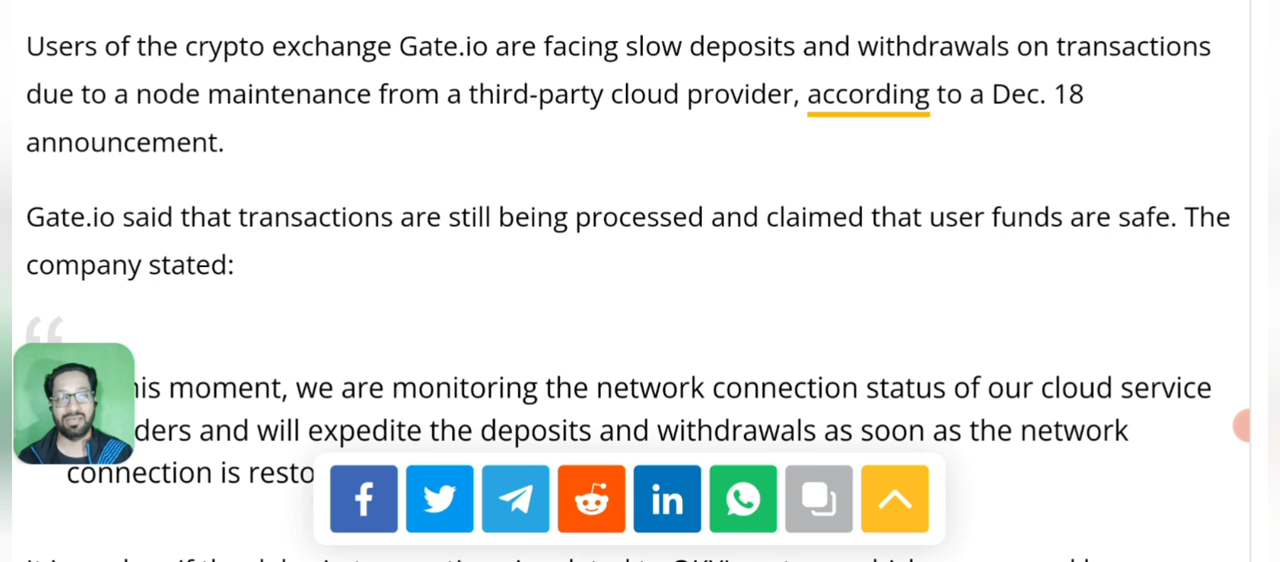 Users of the crypto exchange Gate.io are facing slow deposits and withdrawals on transactions
due to a node maintenance from a third-party cloud provider, according to a Dec. 18
announcement.
Gate.io said that transactions are still being processed and claimed that user funds are safe. The
company stated:
moment, we are monitoring the network connection status of our cloud service
and will expedite the deposits and withdrawals as soon as the network
connection is